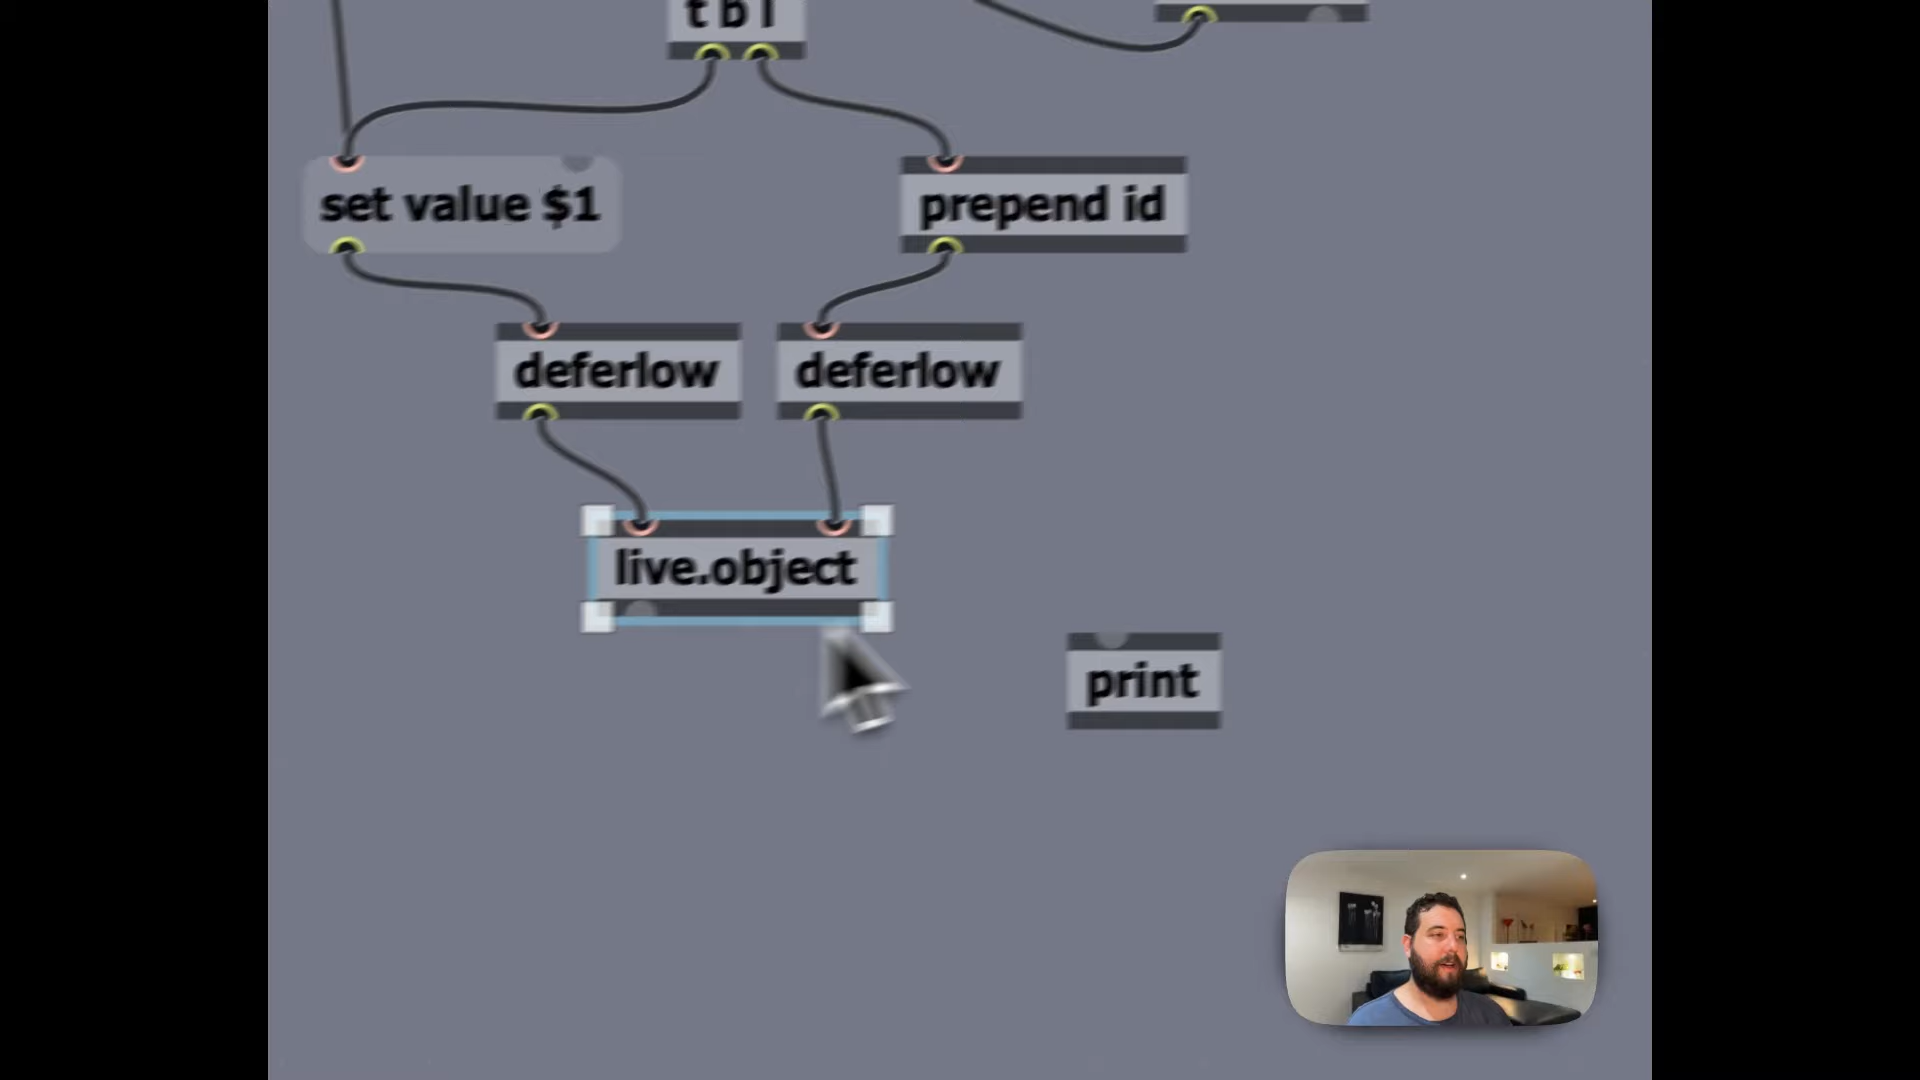 t b l
set value $1
prepend id
deferlow
deferlow
live.object
print